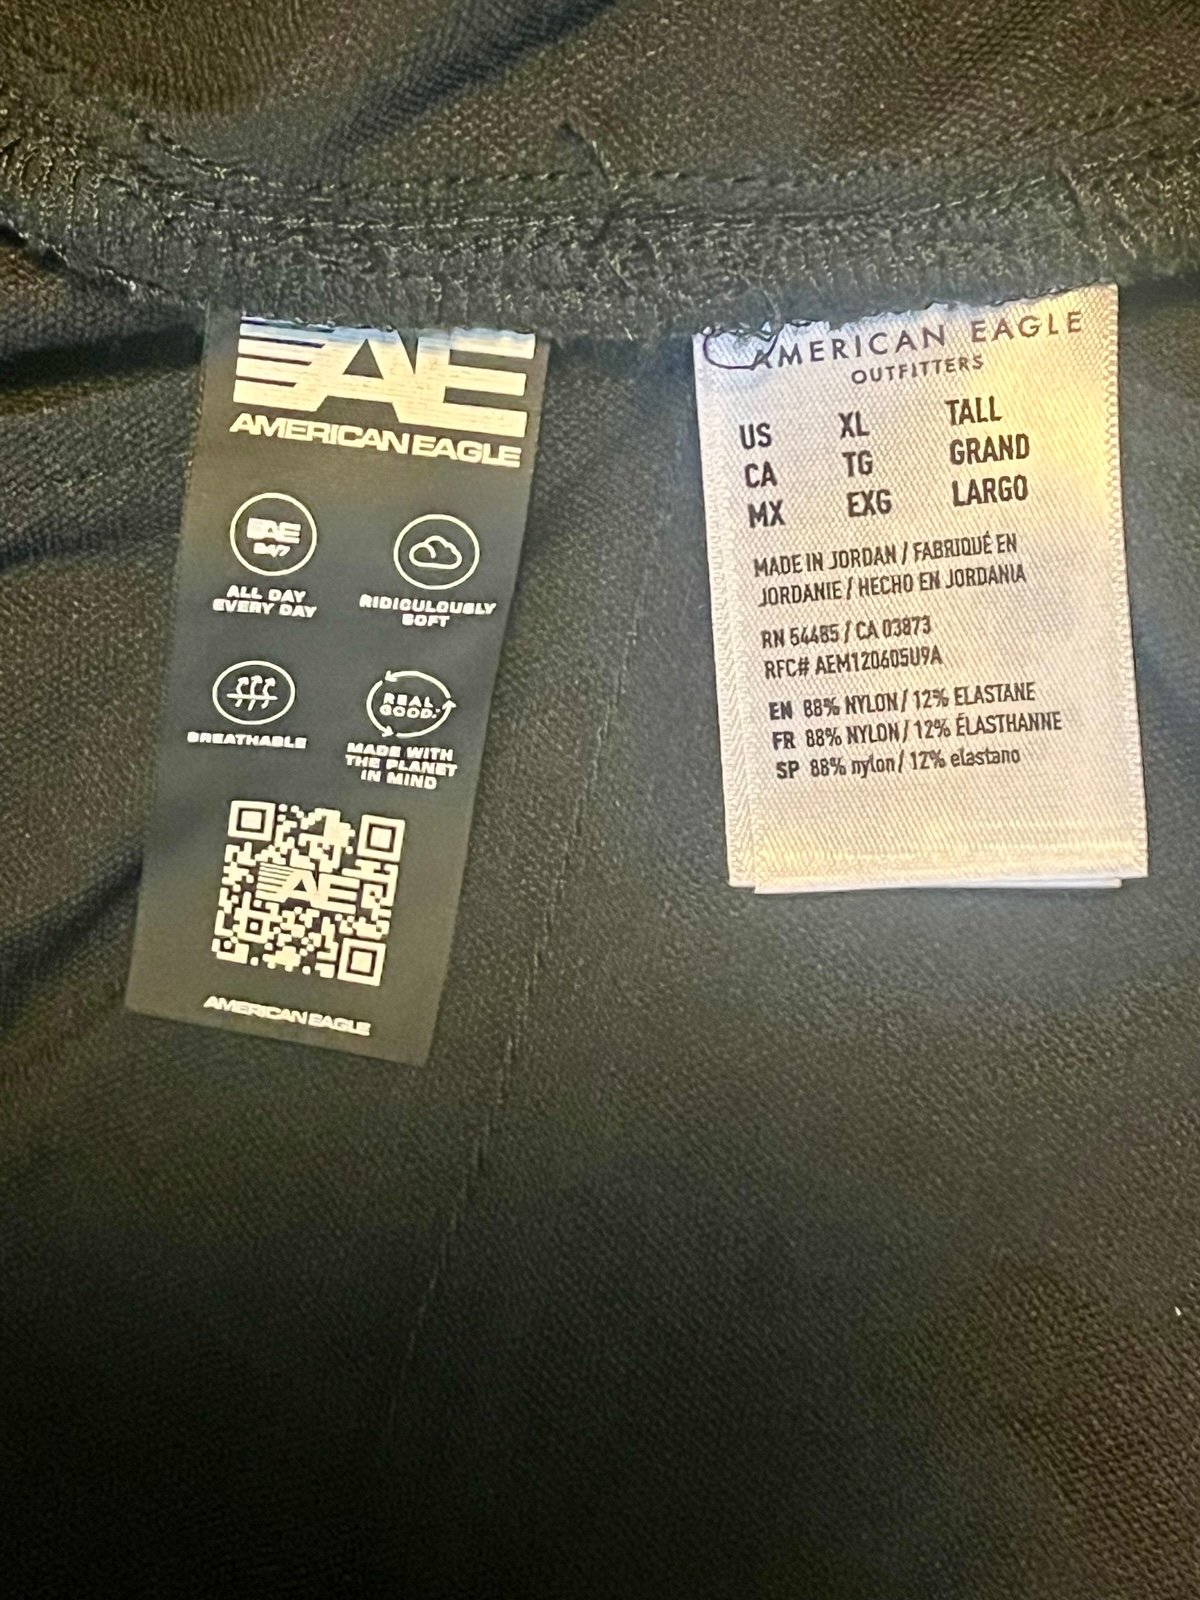 AE
AMERICAN EAGLE
AE
24/7
ALL DAY
EVERY DAY
RIDICULOUSLY
SOFT
BREATHABLE
REAL
GOOD.
MADE WITH
THE PLANET
IN MIND
AE
AMERICAN EAGLE
AMERICAN EAGLE
OUTFITTERS
US XL TALL
CA TG GRAND
MX EXG LARGO
MADE IN JORDAN / FABRIQUÉ EN
JORDANIE / HECHO EN JORDANIA
RN 54485 / CA 03873
RFC# AEM120605U9A
EN 88% NYLON / 12% ELASTANE
FR 88% NYLON / 12% ÉLASTHANNE
SP 88% nylon / 12% elastano